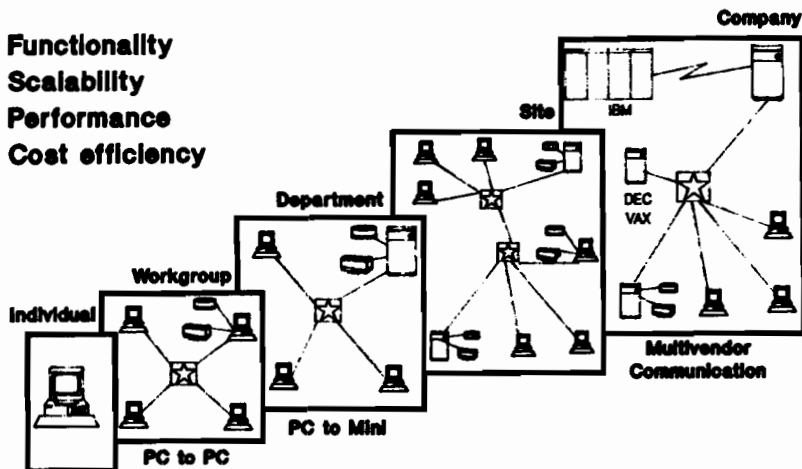 Company
Functionality
Scalability
Performance
Cost efficiency
IBM
Site
DEC
VAX
Department
Workgroup
Individual
Multivendor
Communication
PC to Mini
PC to PC